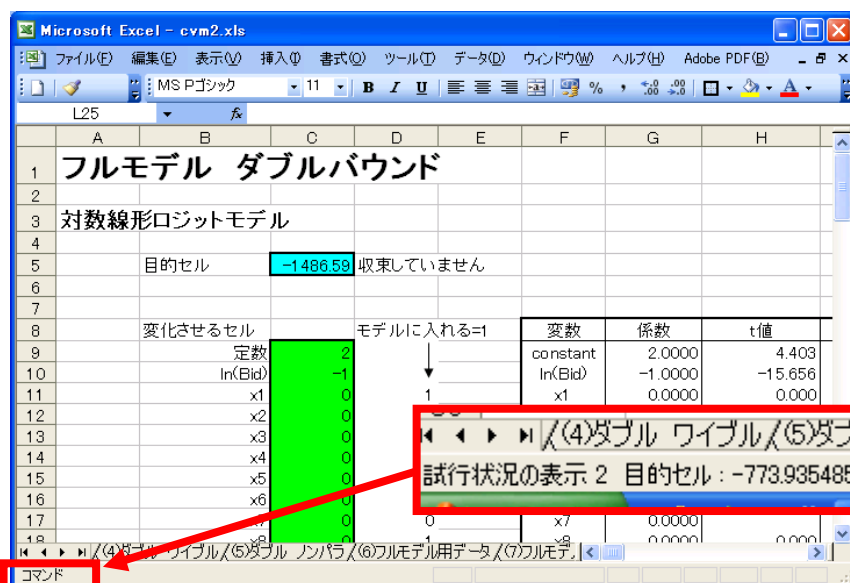 Microsoft Excel - cvm2.xls
ファイル(F) 編集(E) 表示(V) 挿入(I) 書式(O) ツール(T) データ(D) ウィンドウ(W) ヘルプ(H) Adobe PDF(B)
MS Pゴシック 11 B I U
L25 fx
A B C D E F G H
1 フルモデル ダブルバウンド
2
3 対数線形ロジットモデル
4
5 目的セル -1486.59 収束していません
6
7
8 変化させるセル モデルに入れる=1 変数 係数 t値
9 定数 2 constant 2.0000 4.403
10 ln(Bid) -1 ln(Bid) -1.0000 -15.656
11 x1 0 1 x1 0.0000 0.000
12 x2 0
13 x3 0
14 x4 0
15 x5 0
16 x6 0
17 0 0 x7 0.0000
18
(4)ダブル ワイブル (5)ダブ
試行状況の表示 2 目的セル : -773.935485
(4)ダブル ワイブル (5)ダブル ノンパラ (6)フルモデル用データ (7)フルモデ
コマンド